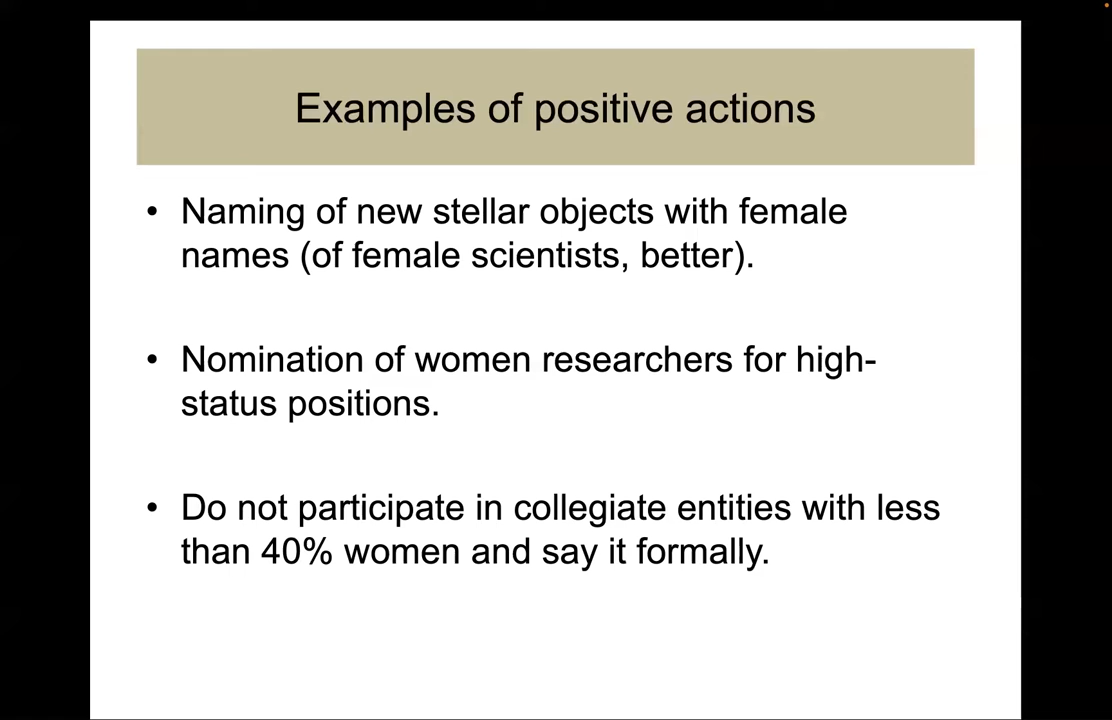 Examples of positive actions
• Naming of new stellar objects with female
names (of female scientists, better).
• Nomination of women researchers for high-
status positions.
• Do not participate in collegiate entities with less
than 40% women and say it formally.